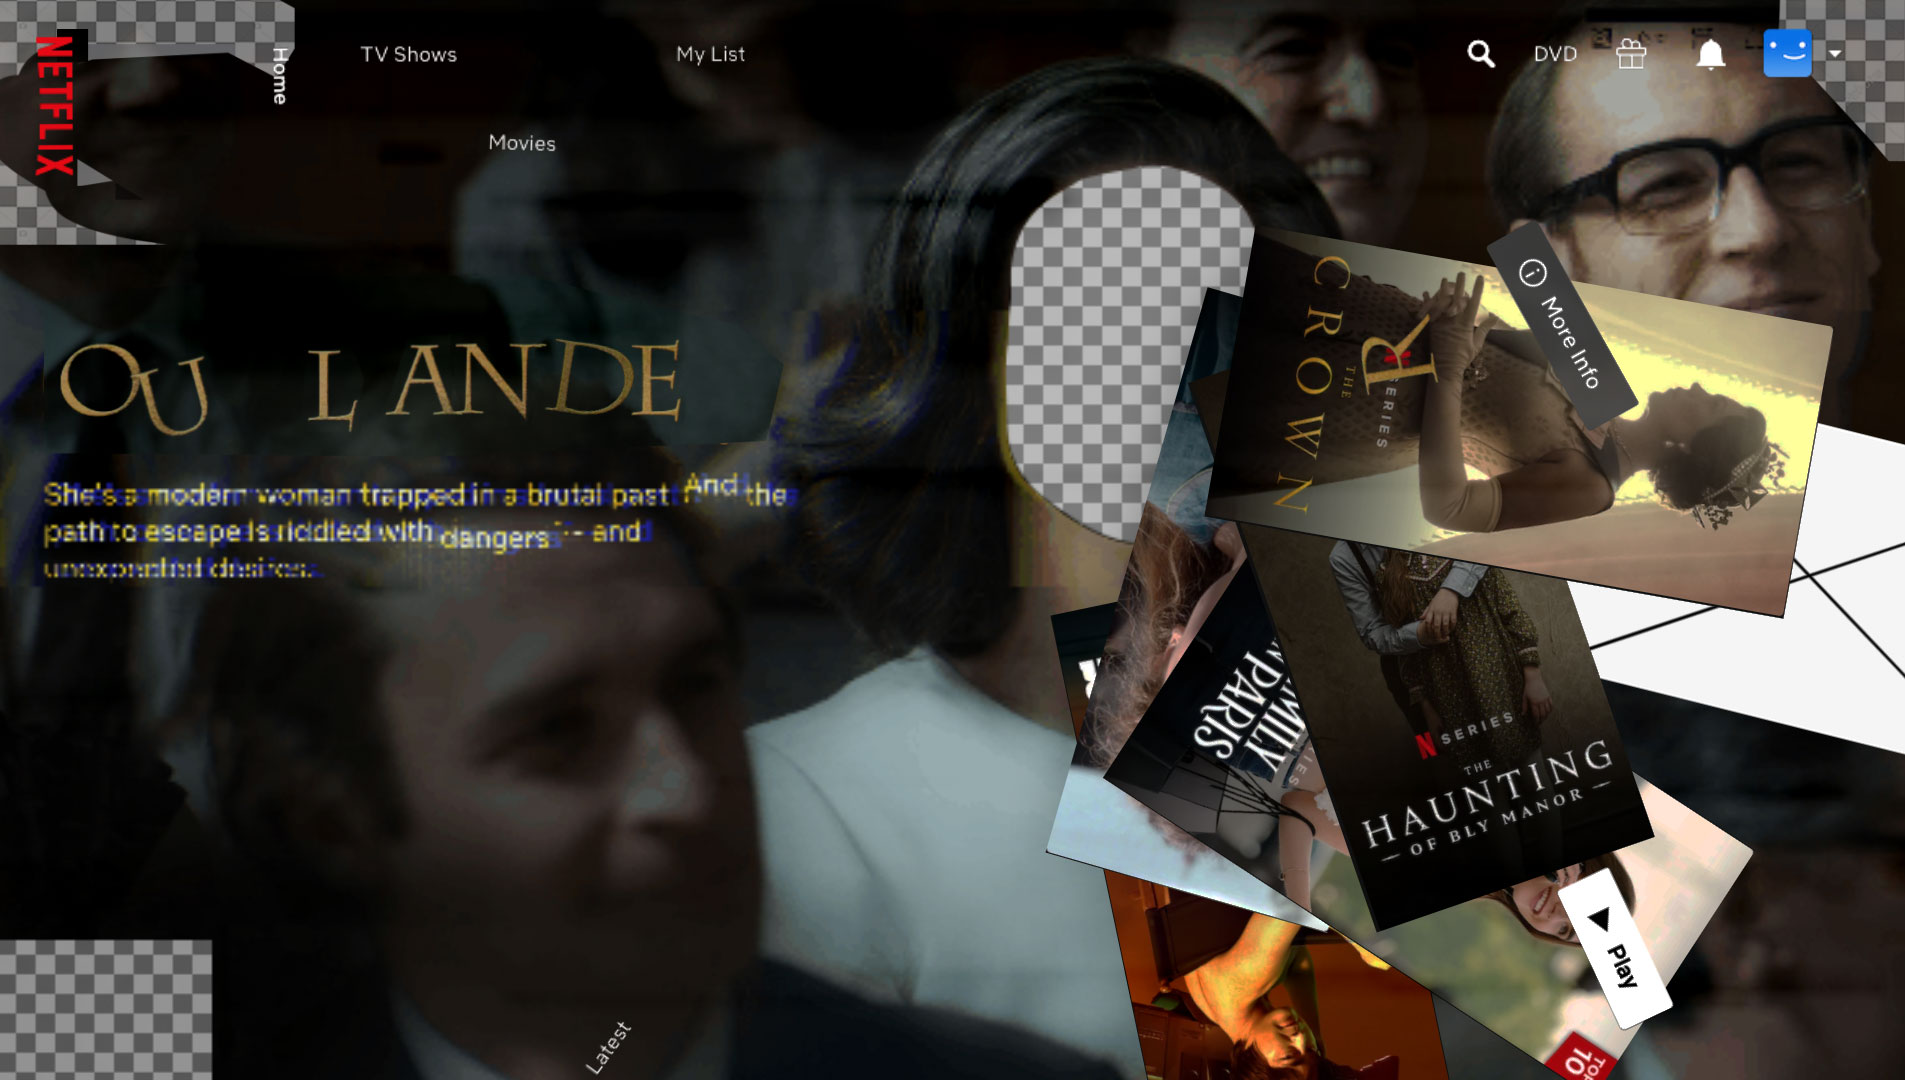 NETFLIX
Home
TV Shows
My List
Movies
DVD
OU LANDE
R
She's a modern woman trapped in a brutal past And the
path to escape is riddled with dangers -- and
unexpected desires.
More Info
THE
CROWN
SERIES
EMILY
IN PARIS
N SERIES
THE
HAUNTING
OF BLY MANOR
Play
TOP
10
Latest